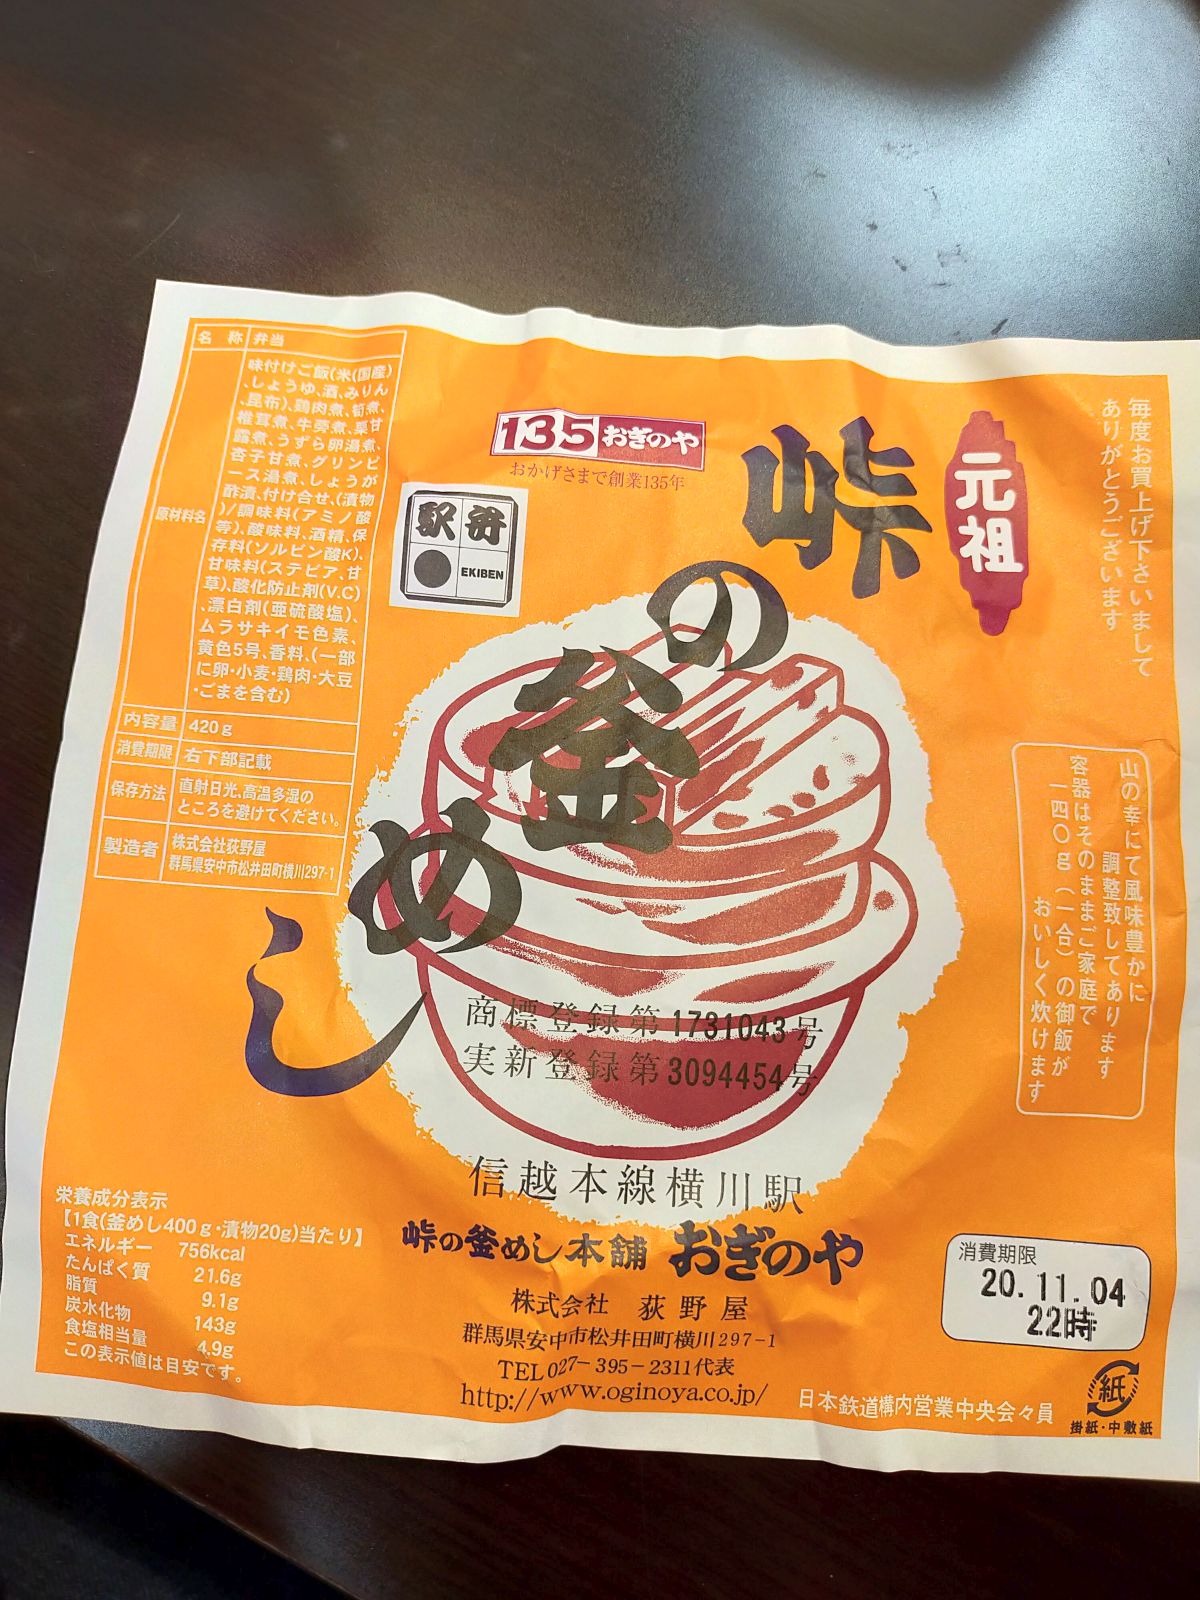 毎度お買上げ下さいまして
ありがとうございます
元祖
峠の釜めし
135おぎのや
おかげさまで創業135年
駅弁
EKIBEN
名 称 弁当
原材料名
味付けご飯(米(国産)
、しょうゆ、酒、みりん
、昆布)、鶏肉煮、筍煮、
椎茸煮、牛蒡煮、栗甘
露煮、うずら卵湯煮、
杏子甘煮、グリンピ
ース湯煮、しょうが
酢漬、付け合せ、(漬物
)/調味料(アミノ酸
等)、酸味料、酒精、保
存料(ソルビン酸K)、
甘味料(ステビア、甘
草)、酸化防止剤(V.C)
、漂白剤(亜硫酸塩)、
ムラサキイモ色素、
黄色5号、香料、(一部
に卵・小麦・鶏肉・大豆
・ごまを含む)
内容量 420g
消費期限 右下部記載
保存方法 直射日光、高温多湿の
ところを避けてください。
製造者 株式会社荻野屋
群馬県安中市松井田町横川297-1
山の幸にて風味豊かに
調整致してあります
容器はそのままご家庭で
一四〇g(一合)の御飯が
おいしく炊けます
商標登録第1731043号
実新登録第3094454号
信越本線横川駅
峠の釜めし本舗 おぎのや
株式会社 荻野屋
群馬県安中市松井田町横川297-1
TEL027-395-2311代表
http://www.oginoya.co.jp/
栄養成分表示
【1食(釜めし400g・漬物20g)当たり】
エネルギー 756kcal
たんぱく質 21.6g
脂質 9.1g
炭水化物 143g
食塩相当量 4.9g
この表示値は目安です。
消費期限
20.11.04
22時
日本鉄道構内営業中央会々員
紙
掛紙・中敷紙